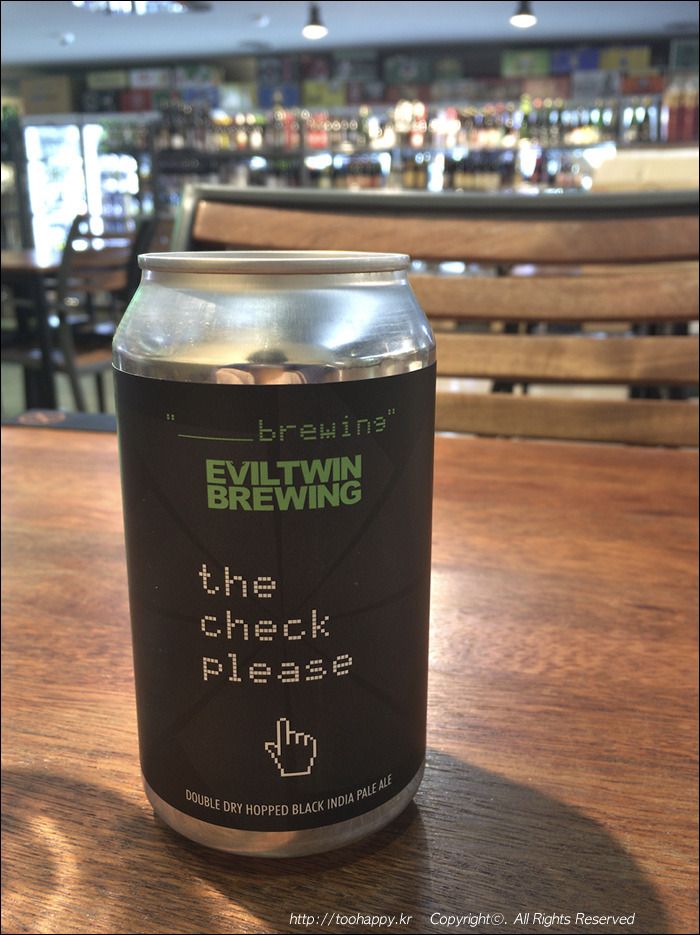 "____brewing"
EVILTWIN
BREWING
the
check
please
DOUBLE DRY HOPPED BLACK INDIA PALE ALE
http://toohappy.kr Copyright©. All Rights Reserved